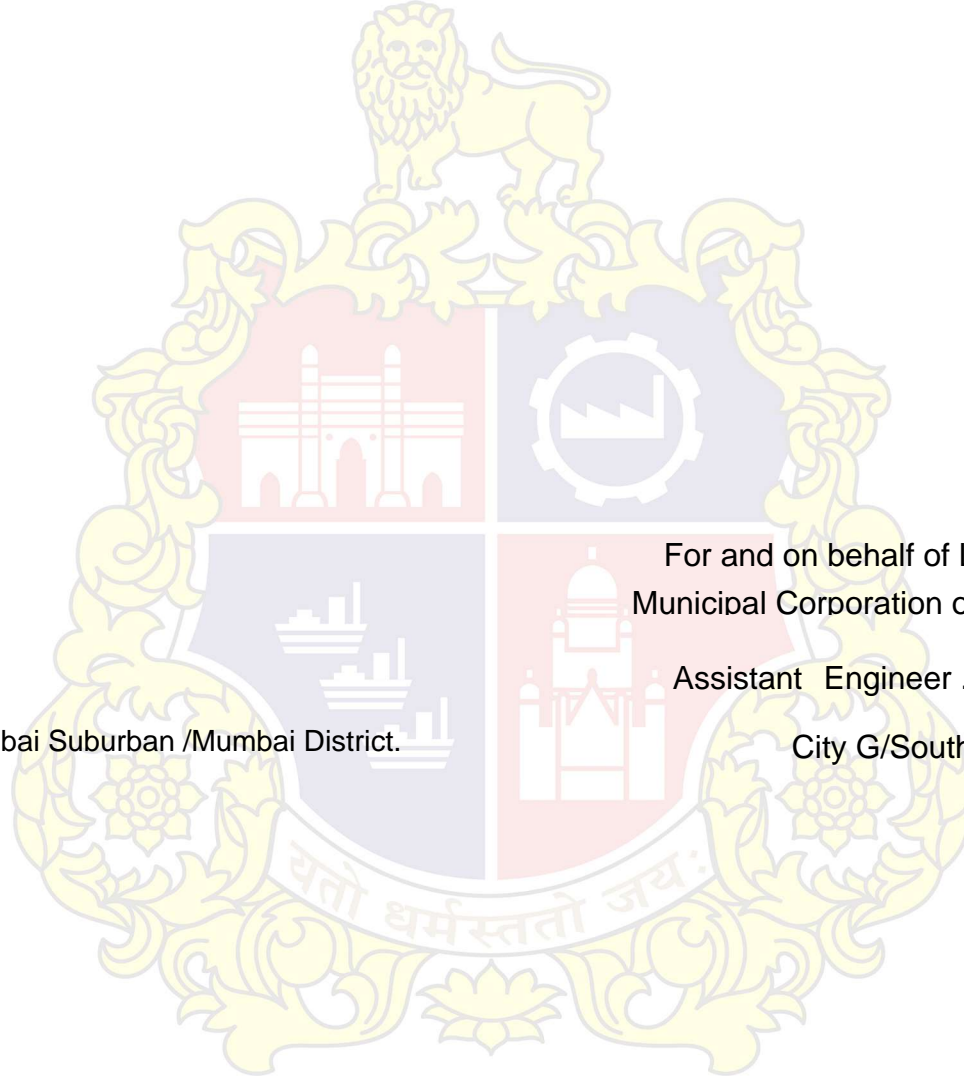 For and on behalf of
Municipal Corporation
Assistant Engineer
bai Suburban /Mumbai District.
City G/South
यतो धर्मस्ततो जय: